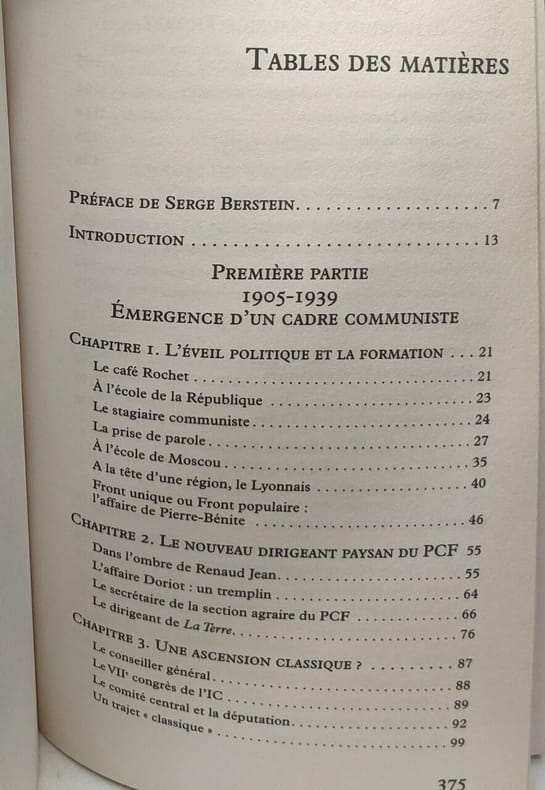 TABLES DES MATIÈRES
PRÉFACE DE SERGE BERSTEIN. . . . . . . . . . . . . . . . . . . . . 7
INTRODUCTION . . . . . . . . . . . . . . . . . . . . . . . . . . . . . . 13
PREMIÈRE PARTIE
1905-1939
ÉMERGENCE D'UN CADRE COMMUNISTE
CHAPITRE 1. L'ÉVEIL POLITIQUE ET LA FORMATION . . . 21
Le café Rochet . . . . . . . . . . . . . . . . . . . . . . . . . . . . . 21
À l'école de la République . . . . . . . . . . . . . . . . . . . . 23
Le stagiaire communiste. . . . . . . . . . . . . . . . . . . . . . 24
La prise de parole. . . . . . . . . . . . . . . . . . . . . . . . . . 27
À l'école de Moscou . . . . . . . . . . . . . . . . . . . . . . . . 35
A la tête d'une région, le Lyonnais . . . . . . . . . . . . . . . 40
Front unique ou Front populaire :
l'affaire de Pierre-Bénite . . . . . . . . . . . . . . . . . . . . . 46
CHAPITRE 2. LE NOUVEAU DIRIGEANT PAYSAN DU PCF 55
Dans l'ombre de Renaud Jean. . . . . . . . . . . . . . . . . . . 55
L'affaire Doriot : un tremplin . . . . . . . . . . . . . . . . . . 64
Le secrétaire de la section agraire du PCF . . . . . . . . . . 66
Le dirigeant de La Terre. . . . . . . . . . . . . . . . . . . . . . 76
CHAPITRE 3. UNE ASCENSION CLASSIQUE ? . . . . . . . . . 87
Le conseiller général. . . . . . . . . . . . . . . . . . . . . . . . 88
Le VIIe congrès de l'IC . . . . . . . . . . . . . . . . . . . . . . 89
Le comité central et la députation. . . . . . . . . . . . . . . . 92
Un trajet « classique » . . . . . . . . . . . . . . . . . . . . . . . 99
375